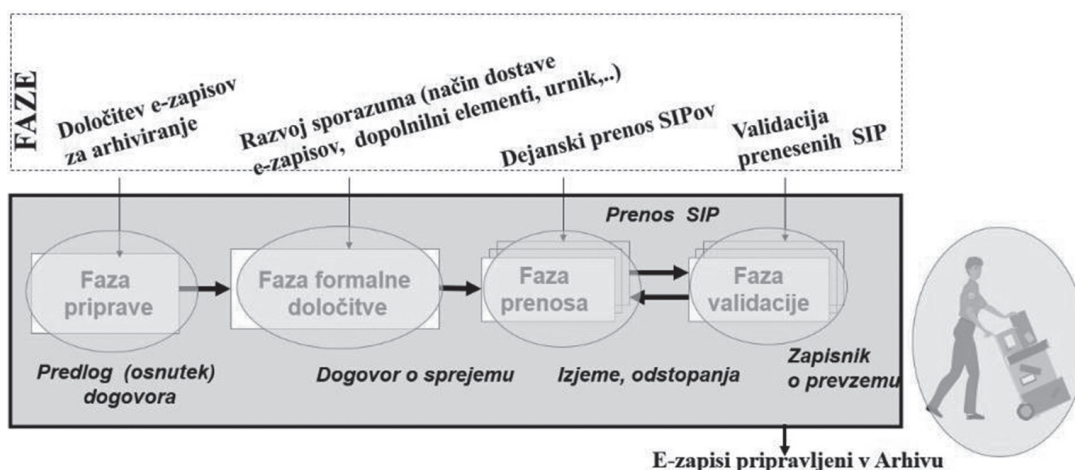 FAZE
Določitev e-zapisov
za arhiviranje
Razvoj sporazuma (način dostave
e-zapisov, dopolnilni elementi, urnik,..)
Dejanski prenos SIPov
Validacija
prenesenih SIP
Prenos SIP
Faza
priprave
Faza formalne
določitve
Faza
prenosa
Faza
validacije
Predlog (osnutek)
dogovora
Dogovor o sprejemu
Izjeme, odstopanja
Zapisnik
o prevzemu
E-zapisi pripravljeni v Arhivu